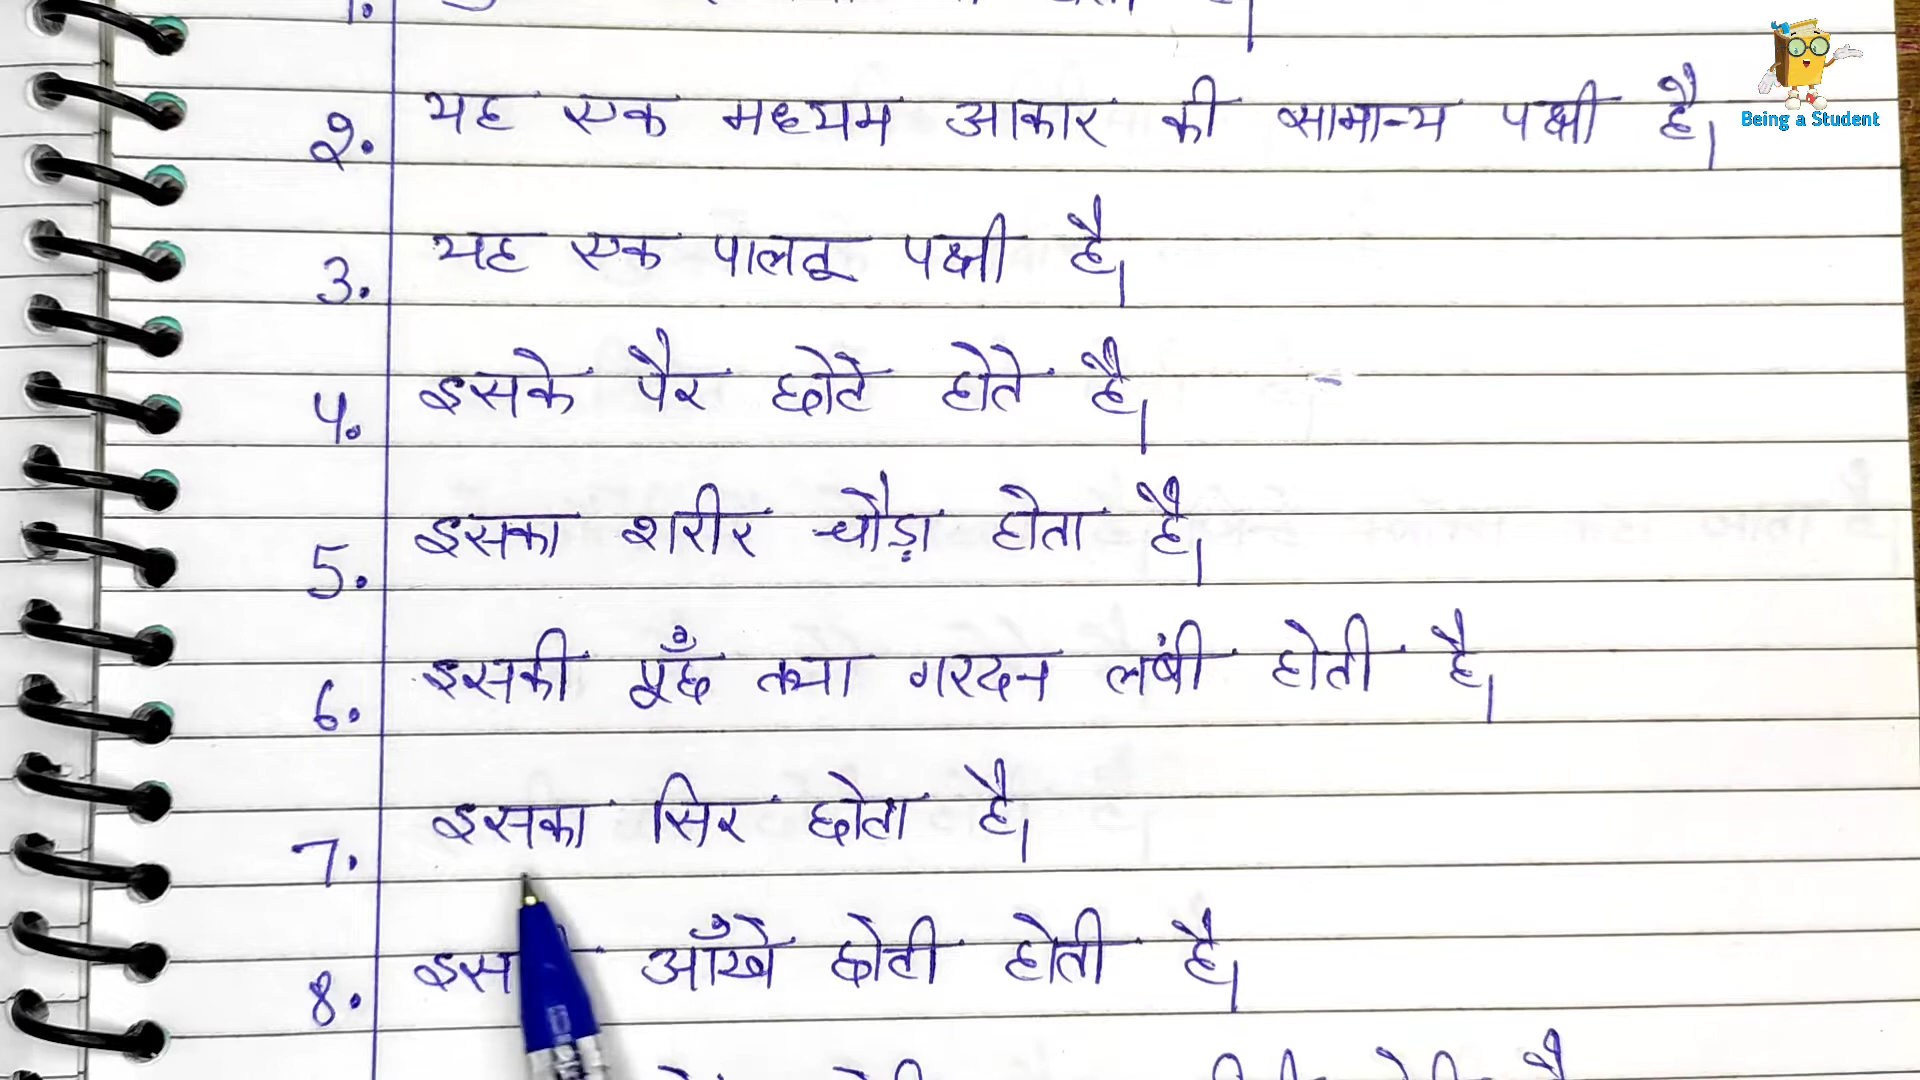 1.
Being a Student
2. यह एक मध्यम आकार की सामान्य पक्षी है।
3. यह एक पालतू पक्षी है।
4. इसके पैर छोटे होते है।
5. इसका शरीर चौड़ा होता है।
6. इसकी पूँछ तथा गरदन लंबी होती है।
7. इसका सिर छोटा है।
8. आँखे छोटी होती है।